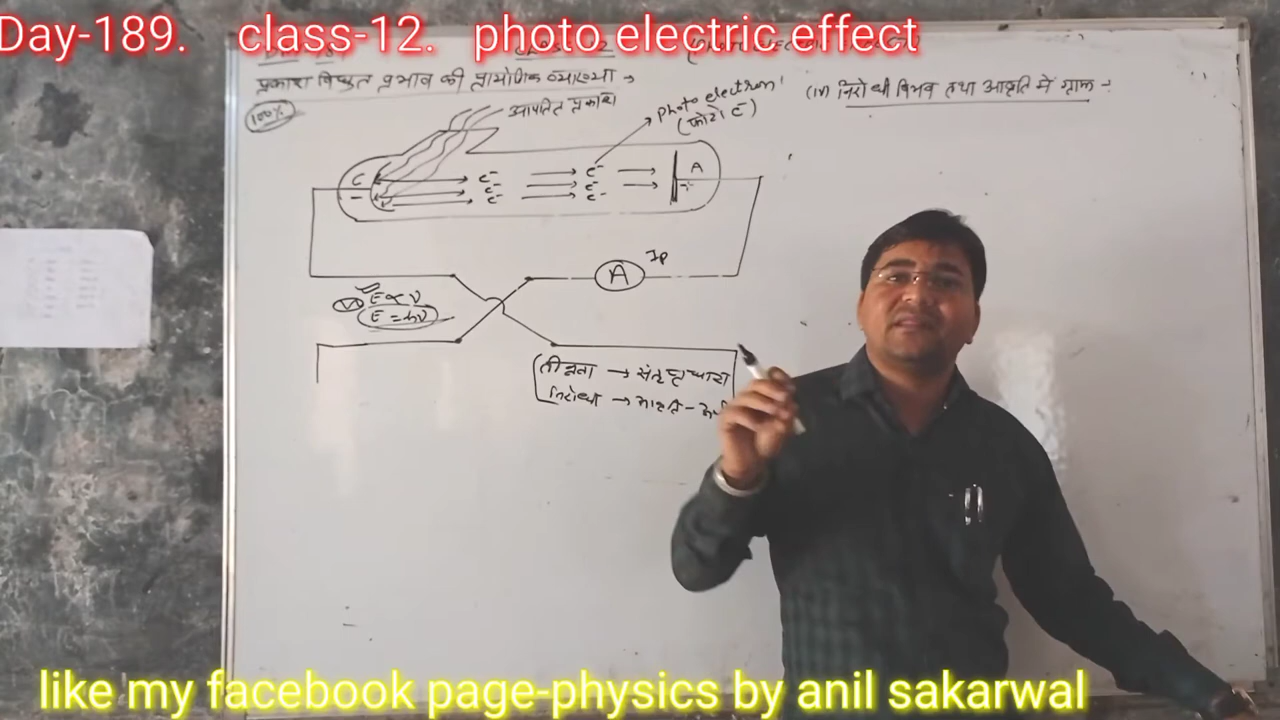 Day-189. class-12. photo electric effect
प्रकाश विद्युत प्रभाव की प्रायोगिक व्याख्या →
(iv) निरोधी विभव तथा आवृति में ग्राफ :-
100%
आपतित प्रकाश
photo electron
(फोटो e-)
C e- e- A
- e- e-
e- e-
A Ip
E ∝ ν
E = hν
तीव्रता → संतृप्त धारा
निरोधी → आवृति -
like my facebook page-physics by anil sakarwal